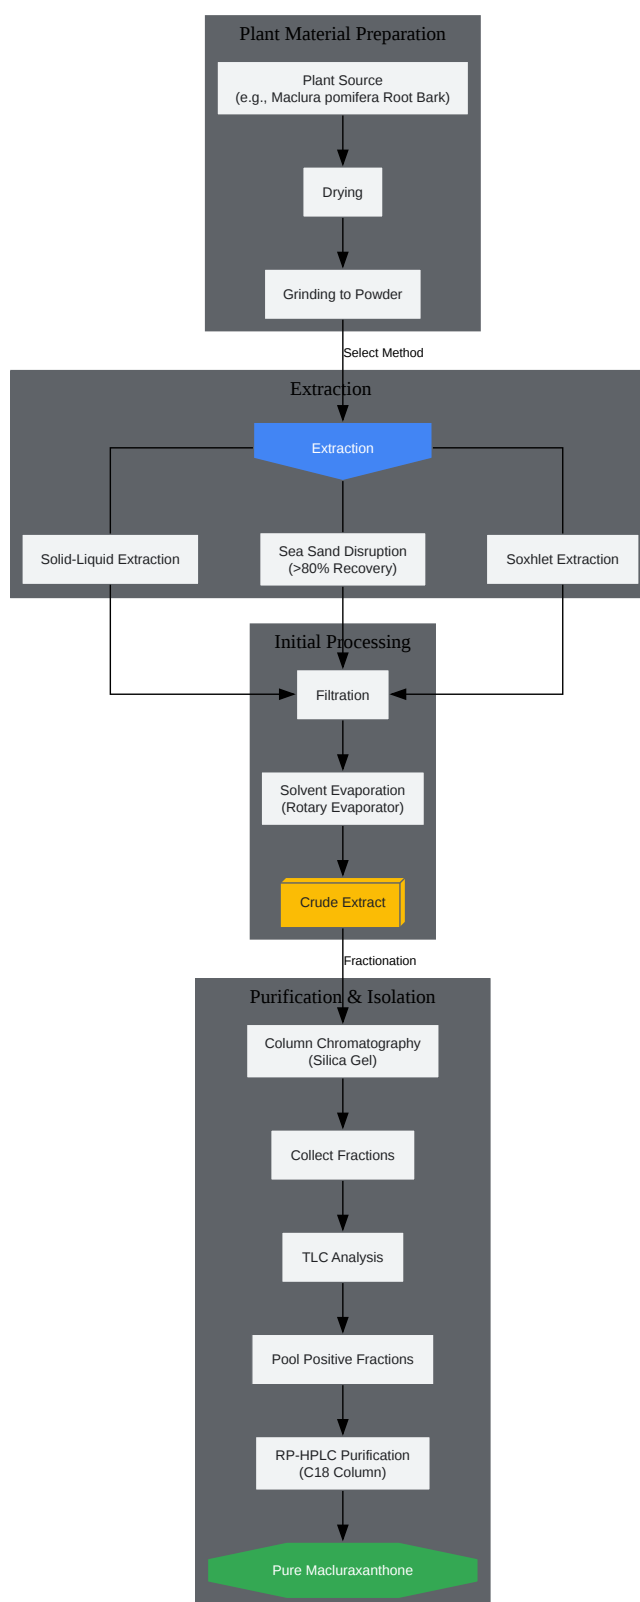 Plant Material Preparation
Plant Source
(e.g., Maclura pomifera Root Bark)
Drying
Grinding to Powder
Select Method
Extraction
Extraction
Solid-Liquid Extraction
Sea Sand Disruption
(>80% Recovery)
Soxhlet Extraction
Initial Processing
Filtration
Solvent Evaporation
(Rotary Evaporator)
Crude Extract
Fractionation
Purification & Isolation
Column Chromatography
(Silica Gel)
Collect Fractions
TLC Analysis
Pool Positive Fractions
RP-HPLC Purification
(C18 Column)
Pure Macluraxanthone